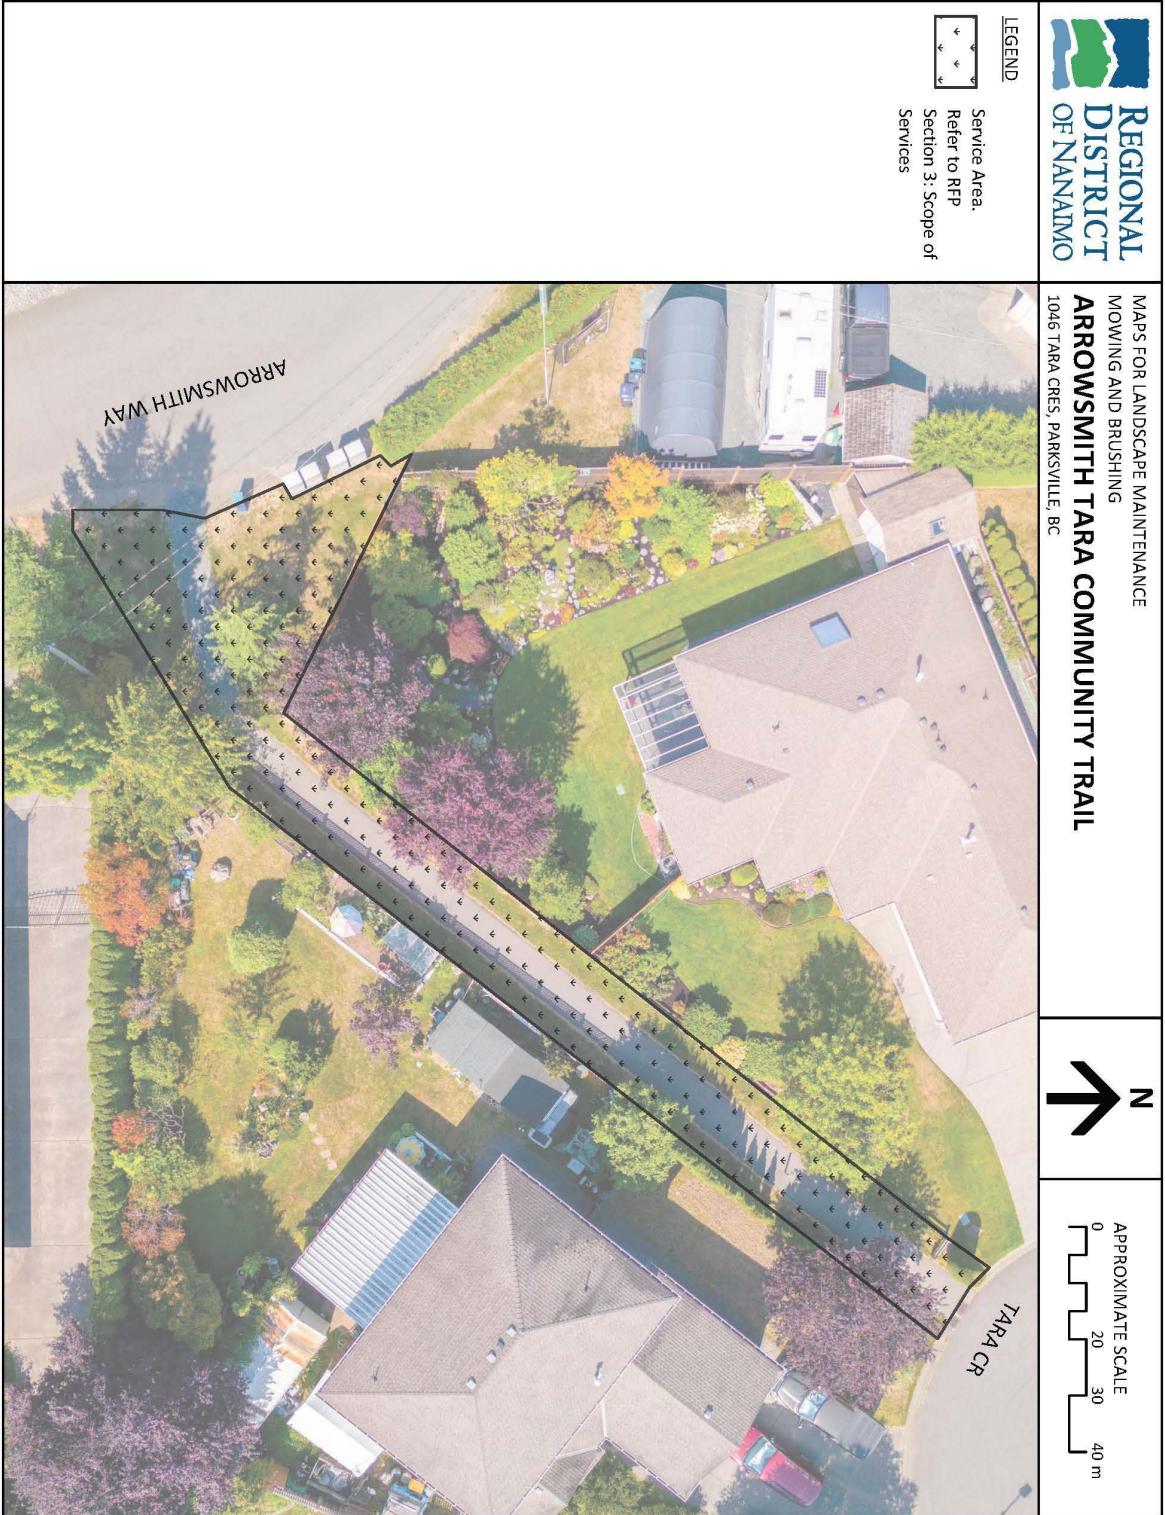 REGIONAL
DISTRICT
OF NANAIMO
MAPS FOR LANDSCAPE MAINTENANCE
MOWING AND BRUSHING
ARROWSMITH TARA COMMUNITY TRAIL
1046 TARA CRES, PARKSVILLE, BC
N
APPROXIMATE SCALE
0 20 30 40 m
LEGEND
Service Area.
Refer to RFP
Section 3: Scope of
Services
ARROWSMITH WAY
TARA CR